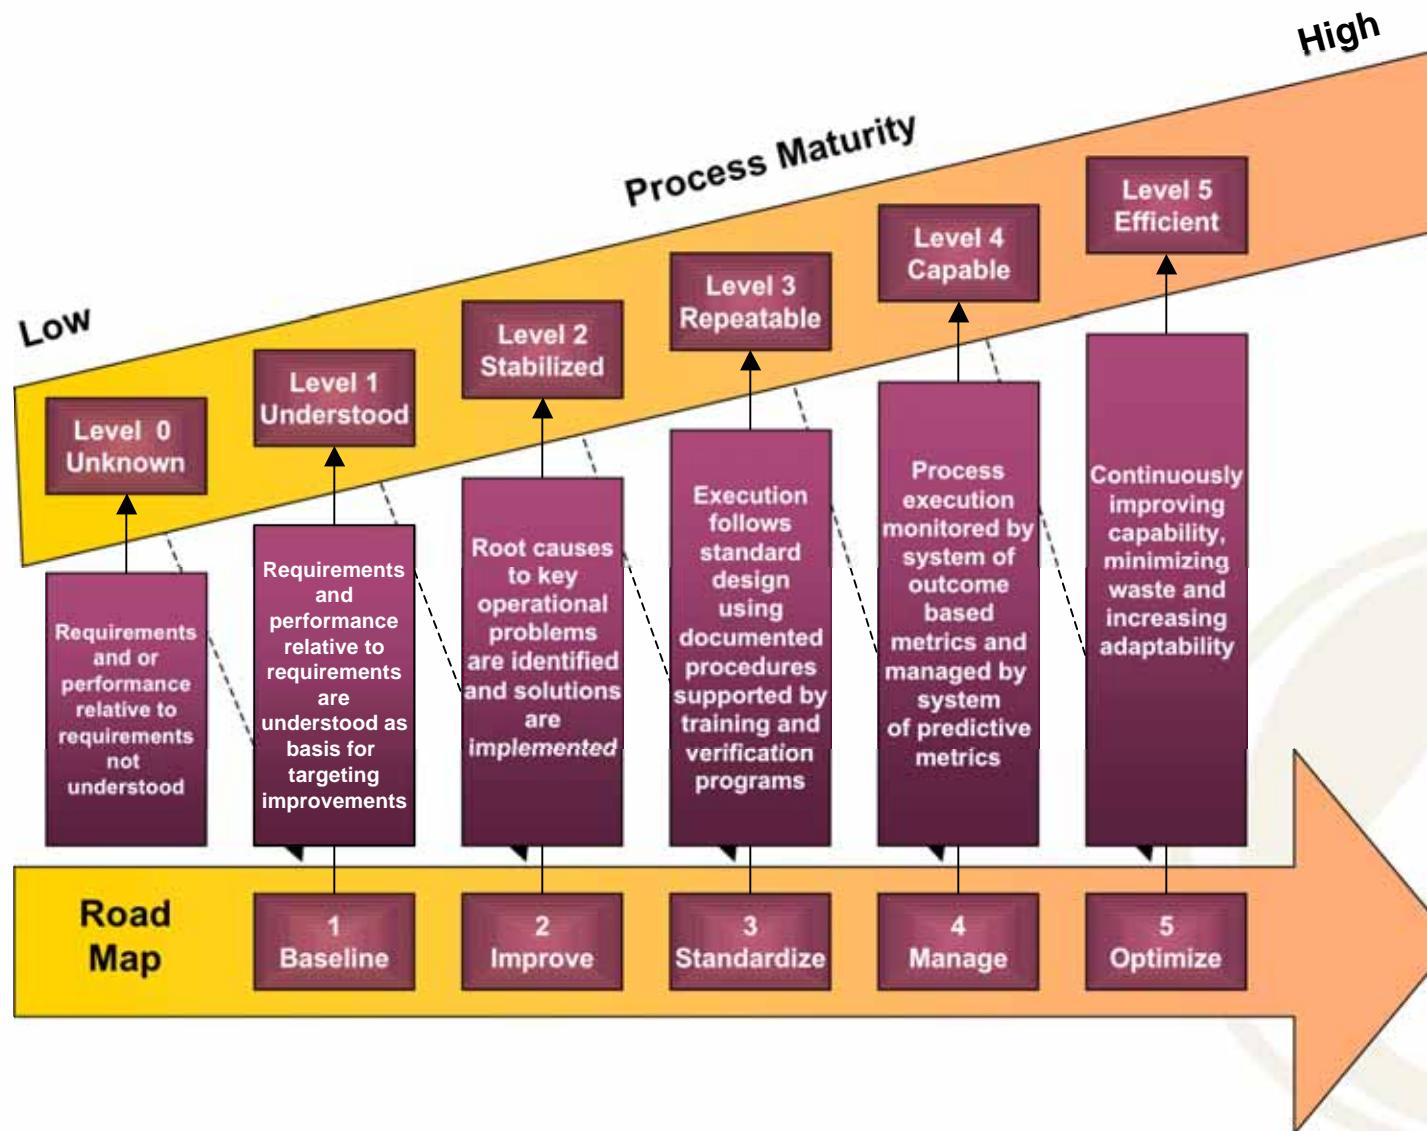 High
Process Maturity
Low
Level 5
Efficient
Level 4
Capable
Level 3
Repeatable
Level 2
Stabilized
Level 1
Understood
Level 0
Unknown
Requirements
and or
performance
relative to
requirements
not
understood
Requirements
and
performance
relative to
requirements
are
understood as
basis for
targeting
improvements
Root causes
to key
operational
problems
are identified
and solutions
are
implemented
Execution
follows
standard
design
using
documented
procedures
supported by
training and
verification
programs
Process
execution
monitored by
system of
outcome
based
metrics and
managed by
system
of predictive
metrics
Continuously
improving
capability,
minimizing
waste and
increasing
adaptability
Road
Map
1
Baseline
2
Improve
3
Standardize
4
Manage
5
Optimize